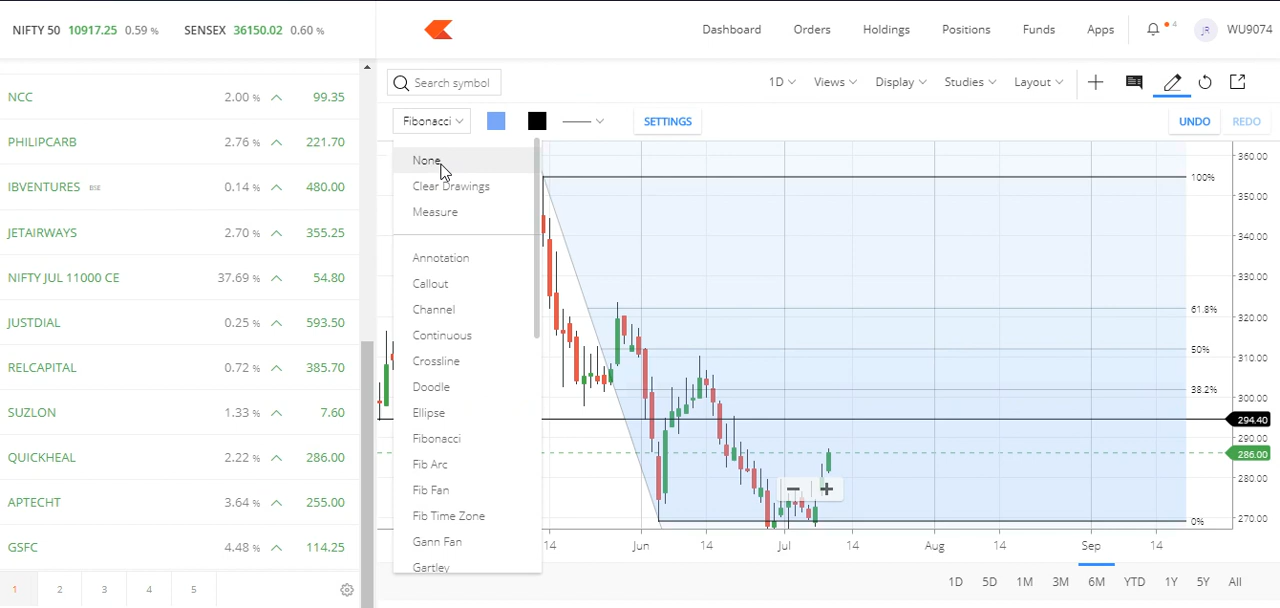 NIFTY 50 10917.25 0.59 % SENSEX 36150.02 0.60 %
Dashboard Orders Holdings Positions Funds Apps 4 JR WU9074
NCC 2.00 % 99.35
PHILIPCARB 2.76 % 221.70
IBVENTURES BSE 0.14 % 480.00
JETAIRWAYS 2.70 % 355.25
NIFTY JUL 11000 CE 37.69 % 54.80
JUSTDIAL 0.25 % 593.50
RELCAPITAL 0.72 % 385.70
SUZLON 1.33 % 7.60
QUICKHEAL 2.22 % 286.00
APTECHT 3.64 % 255.00
GSFC 4.48 % 114.25
1 2 3 4 5
Search symbol 1D Views Display Studies Layout
Fibonacci SETTINGS UNDO REDO
None
Clear Drawings
Measure
Annotation
Callout
Channel
Continuous
Crossline
Doodle
Ellipse
Fibonacci
Fib Arc
Fib Fan
Fib Time Zone
Gann Fan
Gartley
100%
61.8%
50%
38.2%
0%
360.00
350.00
340.00
330.00
320.00
310.00
300.00
294.40
290.00
286.00
280.00
270.00
14 Jun 14 Jul 14 Aug 14 Sep 14
1D 5D 1M 3M 6M YTD 1Y 5Y All